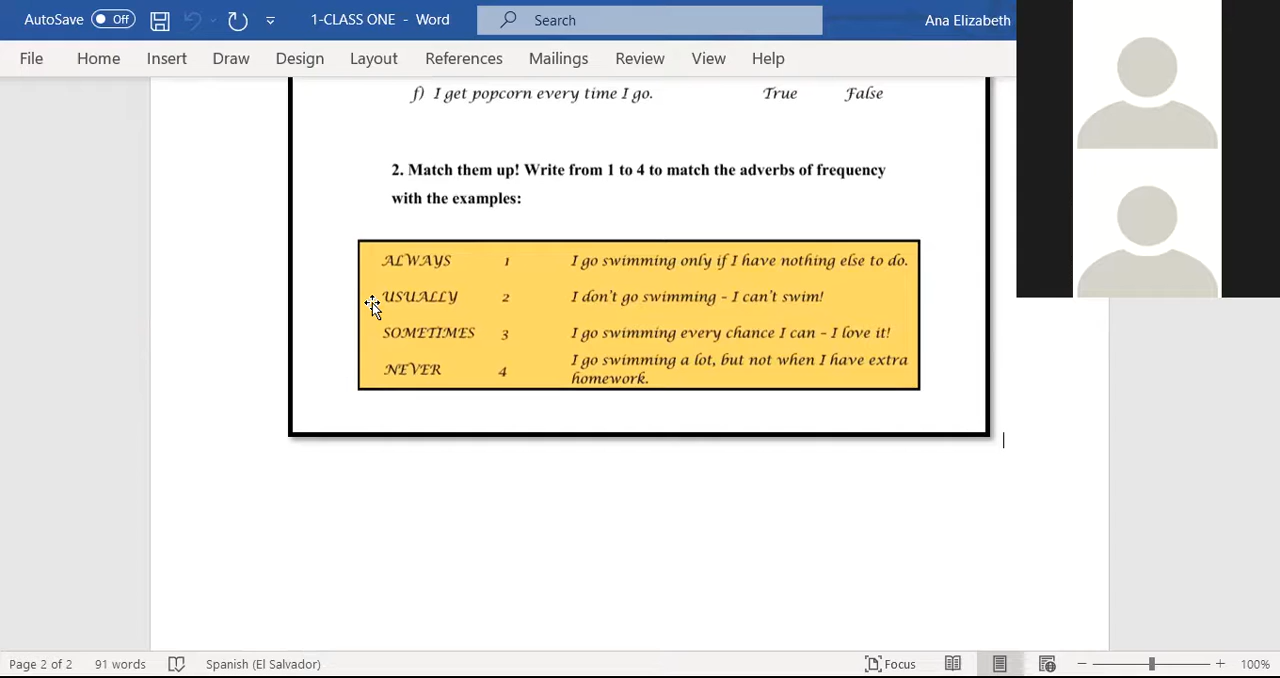 AutoSave Off 1-CLASS ONE - Word Search Ana Elizabeth
File Home Insert Draw Design Layout References Mailings Review View Help
f) I get popcorn every time I go. True False
2. Match them up! Write from 1 to 4 to match the adverbs of frequency
with the examples:
ALWAYS 1 I go swimming only if I have nothing else to do.
USUALLY 2 I don't go swimming - I can't swim!
SOMETIMES 3 I go swimming every chance I can - I love it!
NEVER 4 I go swimming a lot, but not when I have extra
homework.
Page 2 of 2 91 words Spanish (El Salvador) Focus 100%